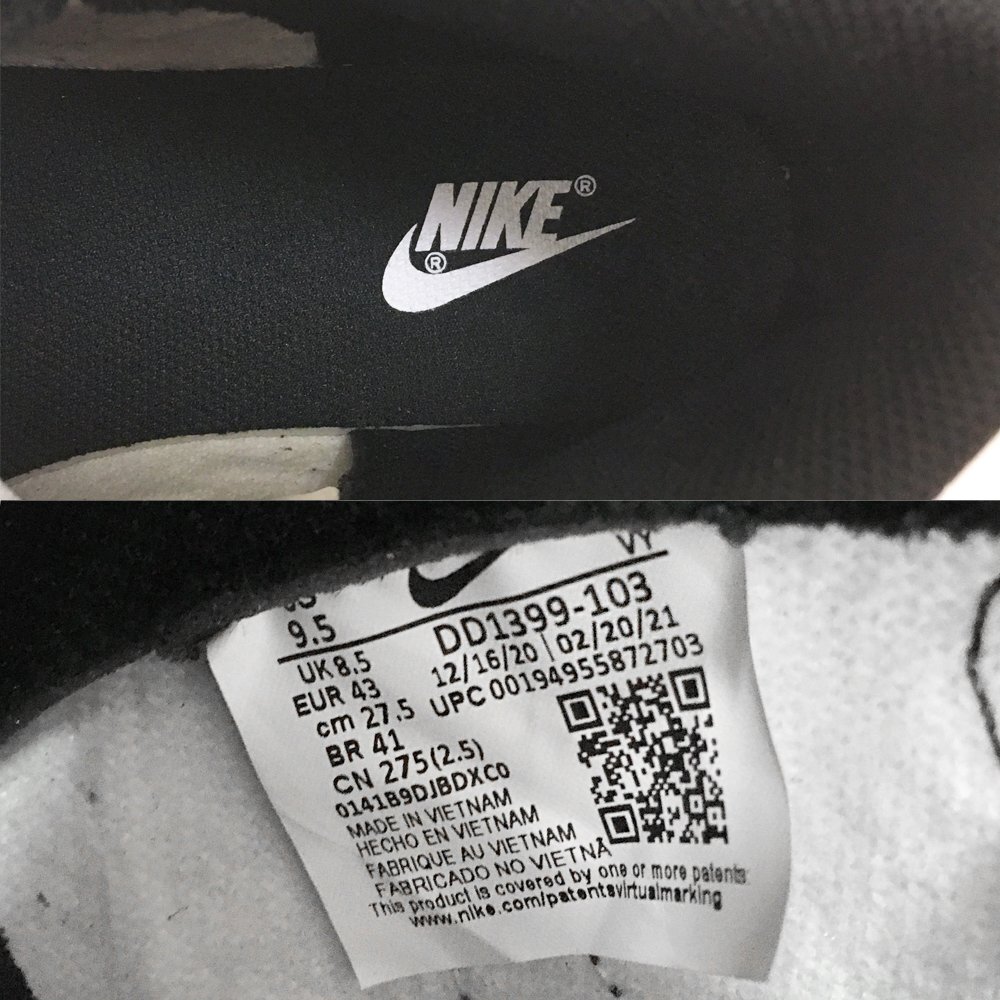 NIKE®
®
VY
9.5
DD1399-103
UK 8.5
12/16/20 | 02/20/21
EUR 43
UPC 00194955872703
cm 27.5
BR 41
CN 275(2.5)
0141B9DJBDXC0
MADE IN VIETNAM
HECHO EN VIETNAM
FABRIQUE AU VIETNAM
FABRICADO NO VIETNÃ
This product is covered by one or more patents:
www.nike.com/patentsvirtualmarking